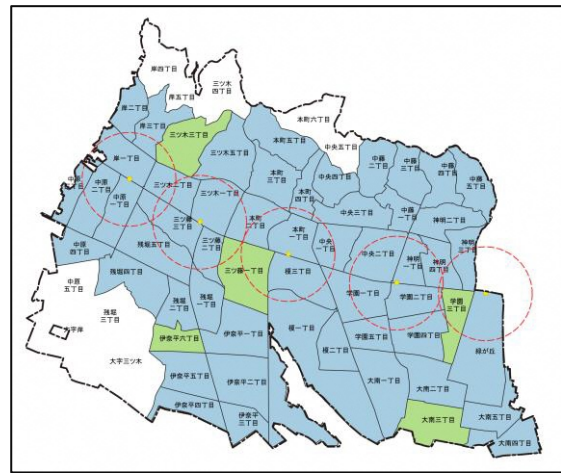 岸四丁目
三ツ木
四丁目
岸五丁目
岸二丁目
岸三丁目
三ツ木三丁目
本町六丁目
中央五丁目
本町五丁目
三ツ木五丁目
岸一丁目
本町
三丁目
中央四丁目
中藤
二丁目
中藤
三丁目
中藤
四丁目
中藤
五丁目
中原
中原
二丁目
中原
一丁目
三ツ木二丁目
三ツ木一丁目
本町
四丁目
中央三丁目
中藤
一丁目
神明二丁目
三ツ藤
三丁目
本町
二丁目
本町
一丁目
中央
一丁目
中央二丁目
神明
一丁目
神明
四丁目
神明
三丁目
中原
四丁目
残堀五丁目
三ツ藤
二丁目
三ツ藤一丁目
榎三丁目
残堀四丁目
中原
五丁目
残堀
三丁目
残堀
二丁目
残堀
一丁目
学園一丁目
学園二丁目
学園
三丁目
大字岸
大字三ツ木
伊奈平六丁目
伊奈平一丁目
榎一丁目
榎二丁目
学園五丁目
学園四丁目
緑が丘
伊奈平五丁目
伊奈平二丁目
大南一丁目
大南二丁目
伊奈平四丁目
伊奈平
三丁目
大南三丁目
大南五丁目
大南四丁目